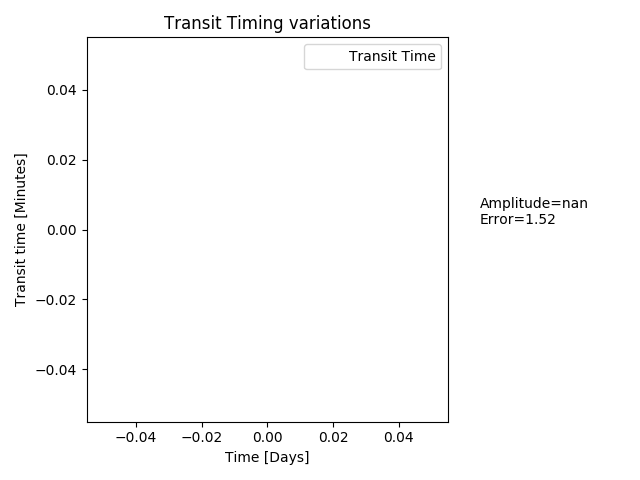 Transit Timing variations
Transit Time
0.04
0.02
0.00
−0.02
−0.04
Transit time [Minutes]
Amplitude=nan
Error=1.52
−0.04 −0.02 0.00 0.02 0.04
Time [Days]